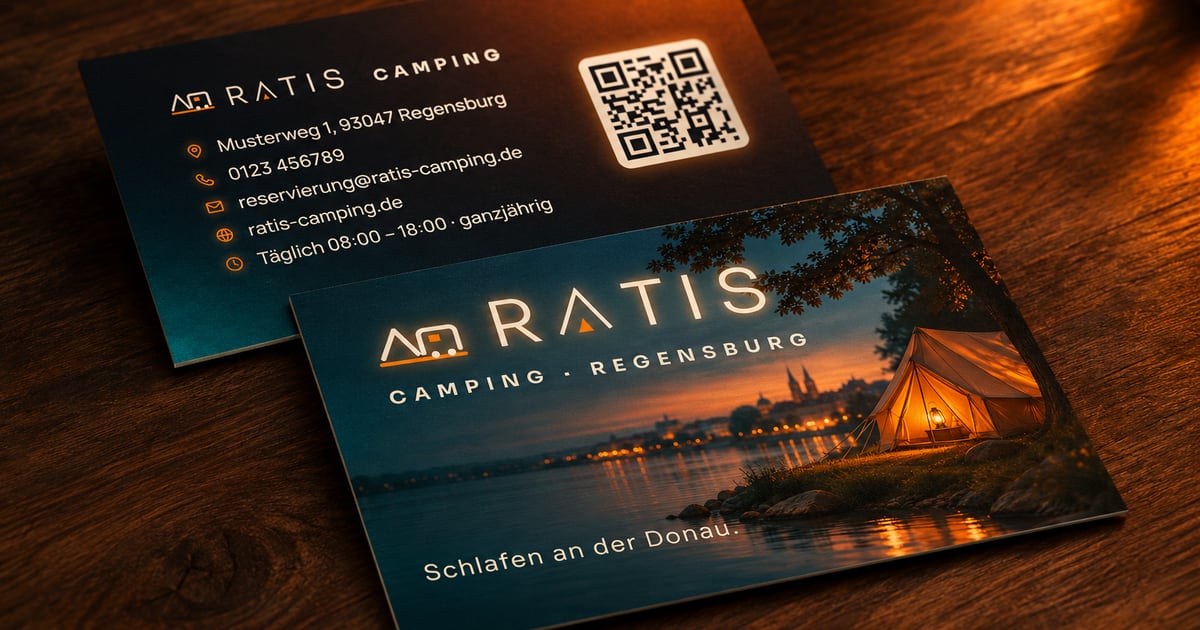 RATIS CAMPING
Musterweg 1, 93047 Regensburg
0123 456789
reservierung@ratis-camping.de
ratis-camping.de
Täglich 08:00 – 18:00 · ganzjährig
RATIS
CAMPING · REGENSBURG
Schlafen an der Donau.